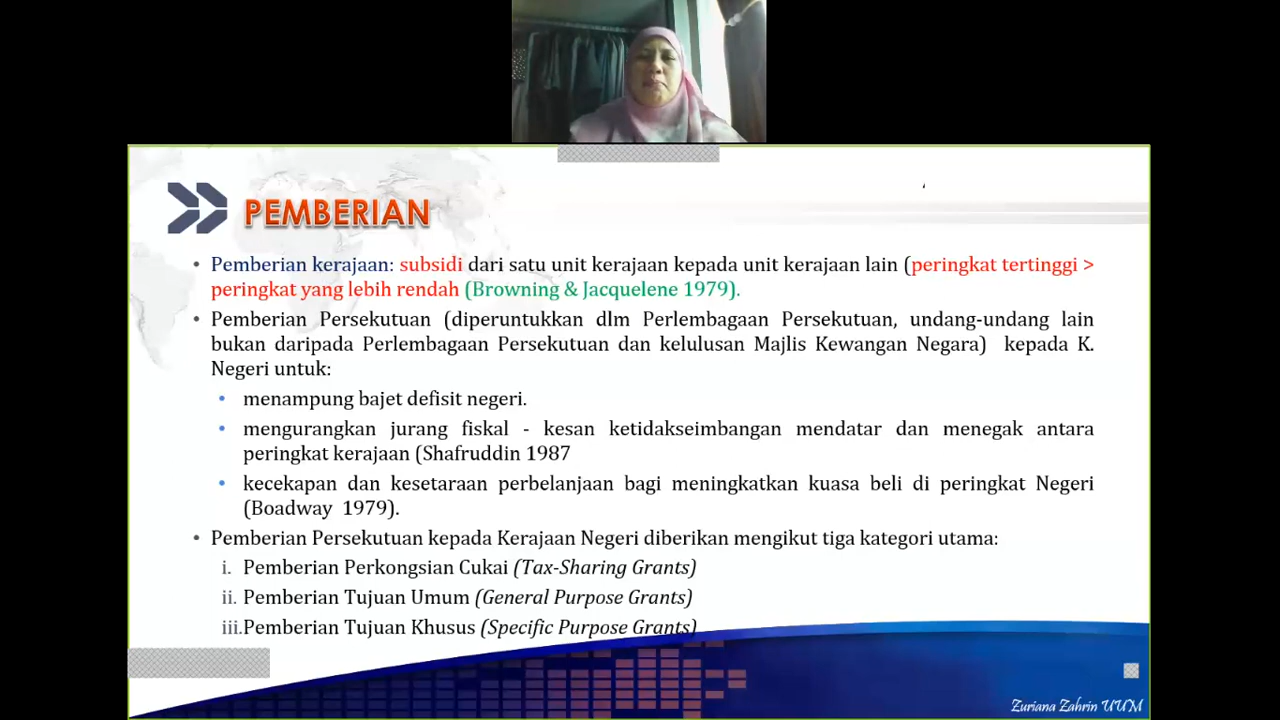 PEMBERIAN
• Pemberian kerajaan: subsidi dari satu unit kerajaan kepada unit kerajaan lain (peringkat tertinggi >
peringkat yang lebih rendah (Browning & Jacquelene 1979).
• Pemberian Persekutuan (diperuntukkan dlm Perlembagaan Persekutuan, undang-undang lain
bukan daripada Perlembagaan Persekutuan dan kelulusan Majlis Kewangan Negara) kepada K.
Negeri untuk:
• menampung bajet defisit negeri.
• mengurangkan jurang fiskal - kesan ketidakseimbangan mendatar dan menegak antara
peringkat kerajaan (Shafruddin 1987
• kecekapan dan kesetaraan perbelanjaan bagi meningkatkan kuasa beli di peringkat Negeri
(Boadway 1979).
• Pemberian Persekutuan kepada Kerajaan Negeri diberikan mengikut tiga kategori utama:
i. Pemberian Perkongsian Cukai (Tax-Sharing Grants)
ii. Pemberian Tujuan Umum (General Purpose Grants)
iii.Pemberian Tujuan Khusus (Specific Purpose Grants)
Zuriana Zahrin UUM